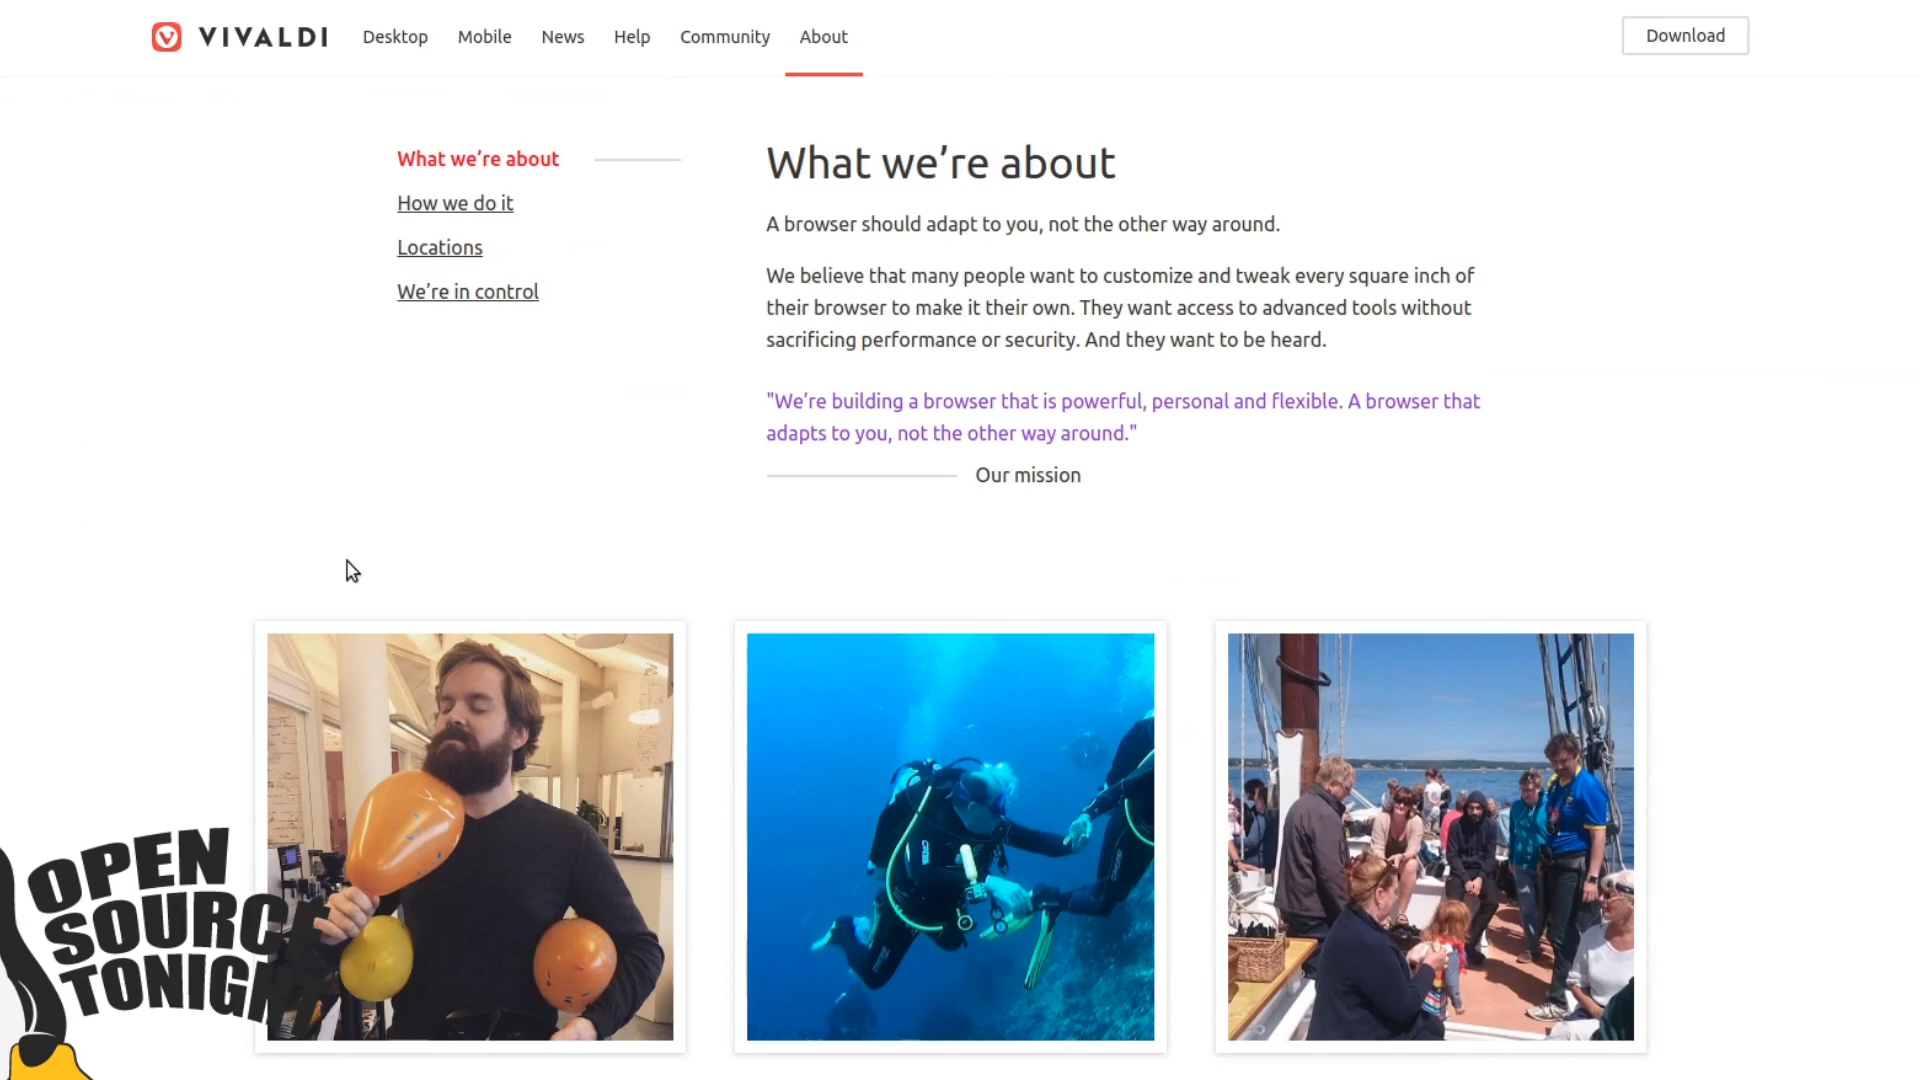 VIVALDI Desktop Mobile News Help Community About Download
What we're about
How we do it
Locations
We're in control
What we’re about
A browser should adapt to you, not the other way around.
We believe that many people want to customize and tweak every square inch of
their browser to make it their own. They want access to advanced tools without
sacrificing performance or security. And they want to be heard.
"We’re building a browser that is powerful, personal and flexible. A browser that
adapts to you, not the other way around."
Our mission
OPEN
SOURCE
TONIGHT